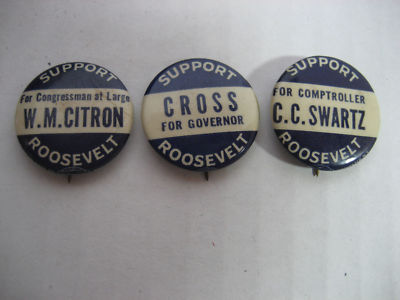 SUPPORT
For Congressman at Large
W.M.CITRON
ROOSEVELT
SUPPORT
CROSS
FOR GOVERNOR
ROOSEVELT
SUPPORT
FOR COMPTROLLER
C.C.SWARTZ
ROOSEVELT